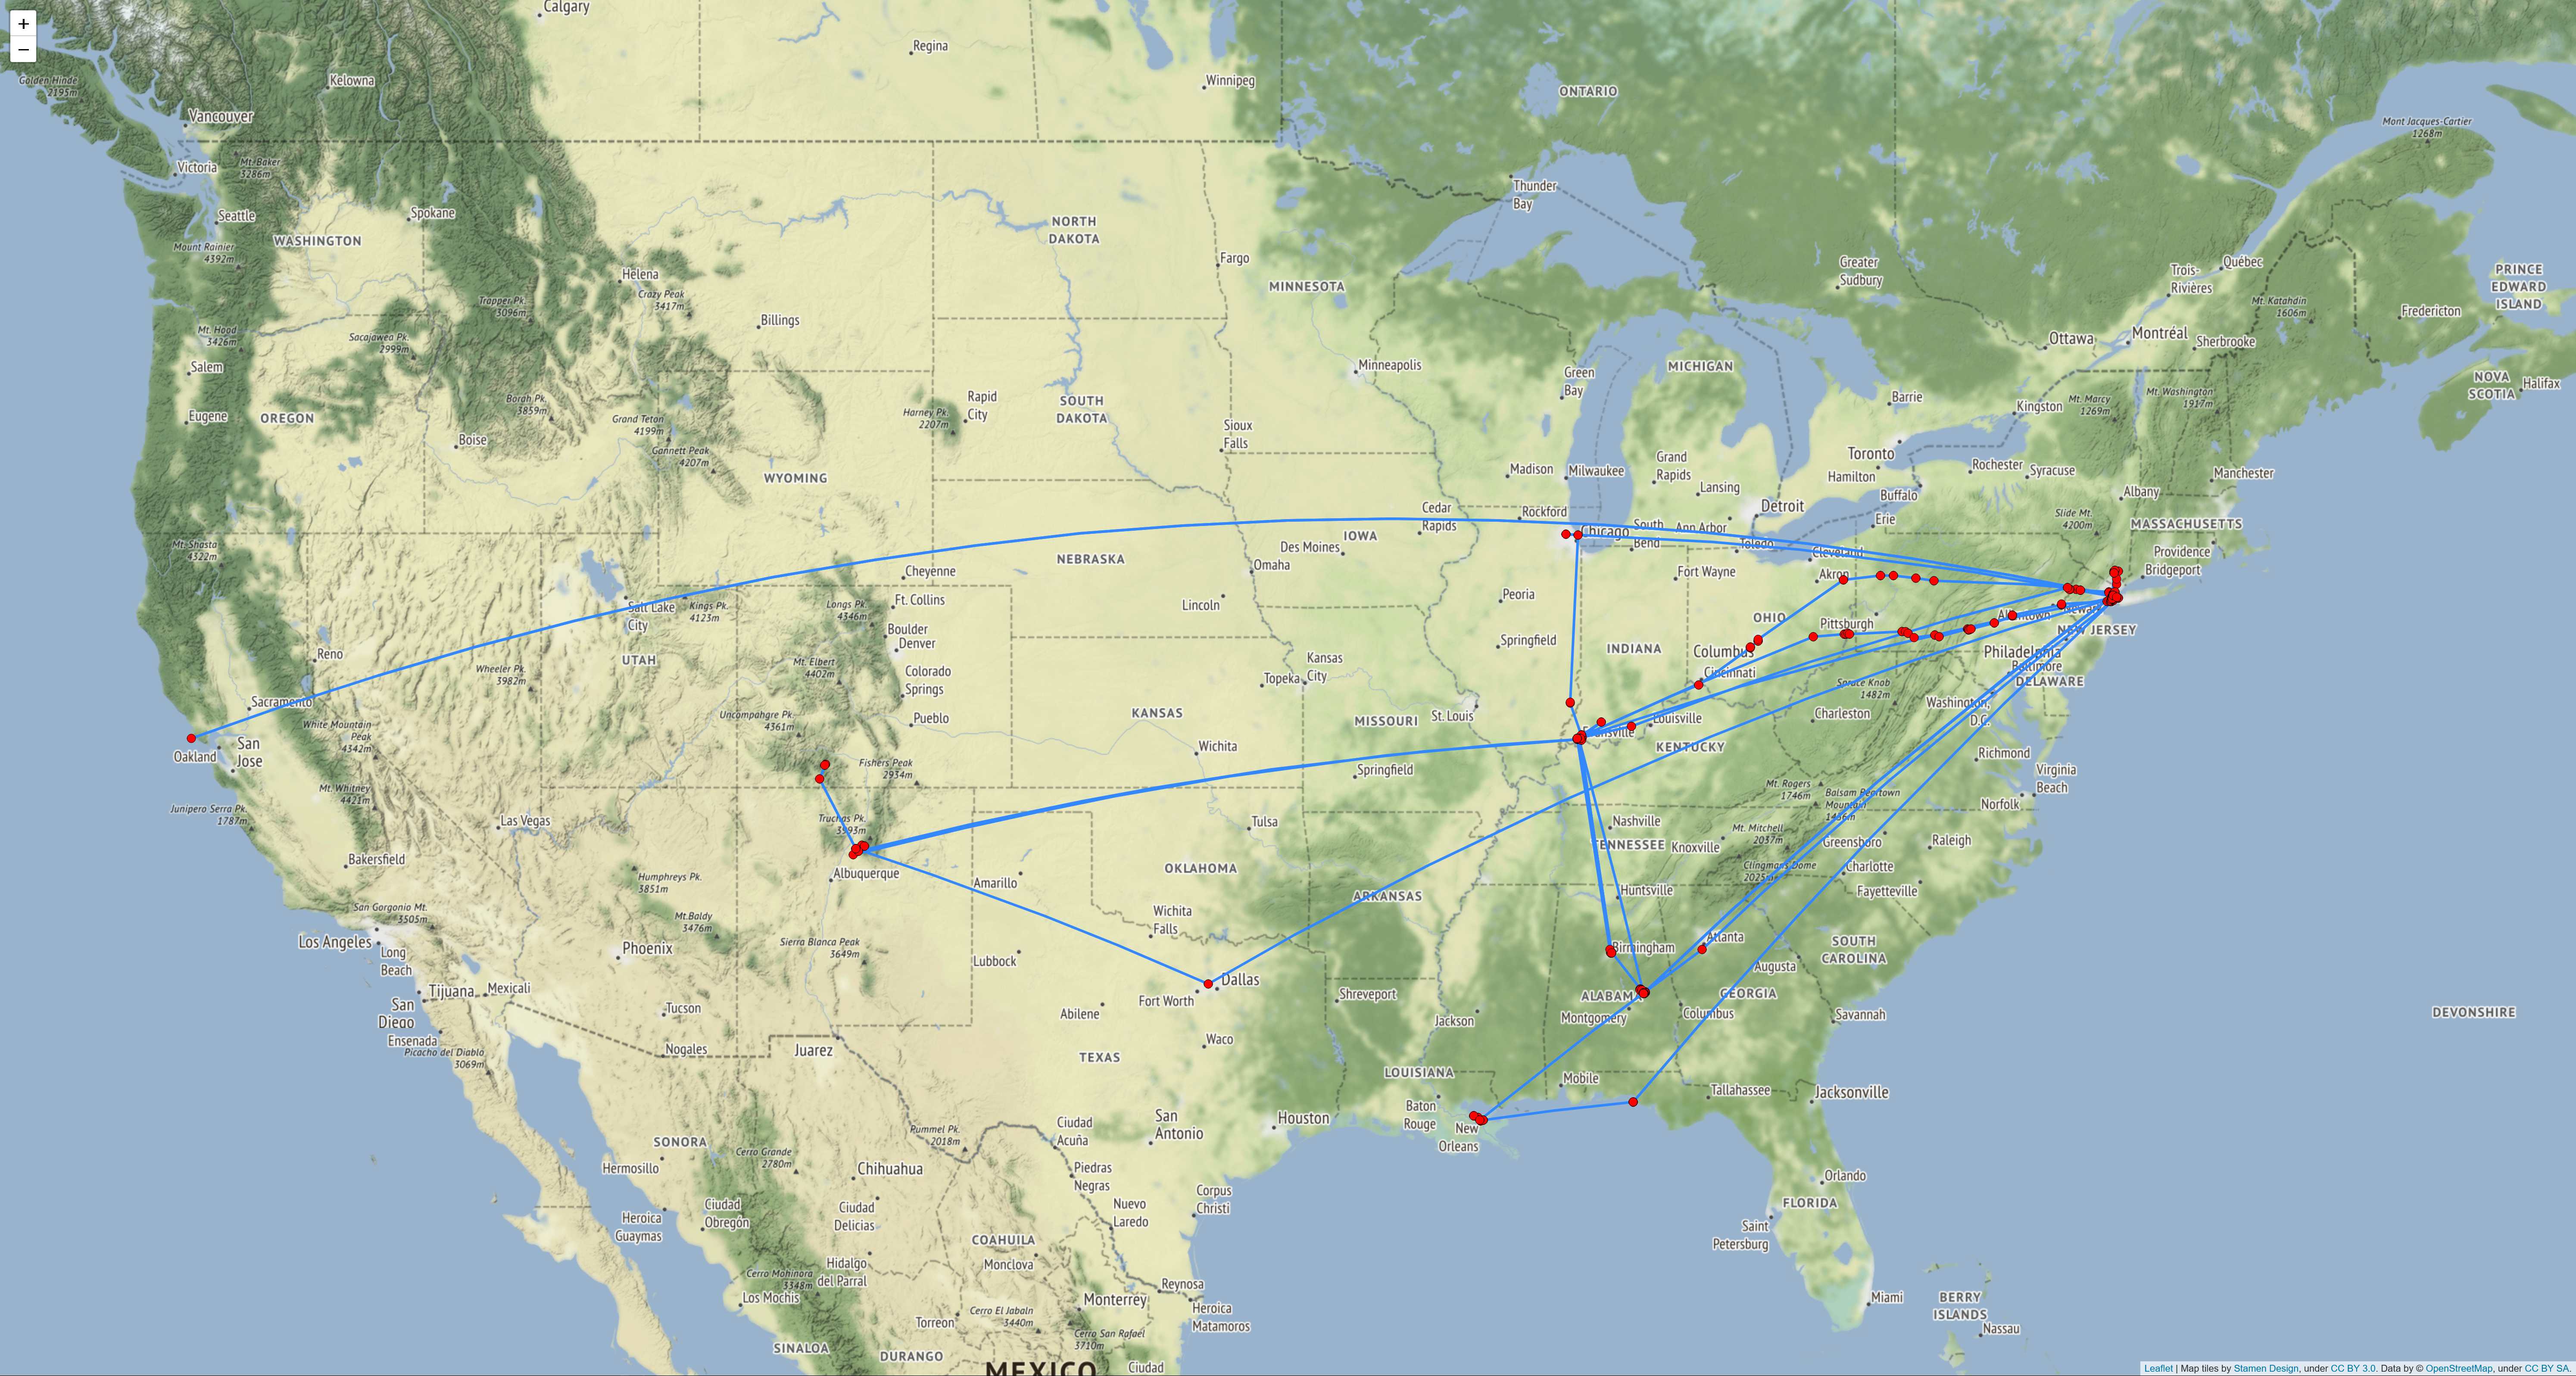 +
−
Calgary
Regina
Golden Hinde
2195m
Kelowna
Winnipeg
ONTARIO
Vancouver
Mont Jacques-Cartier
1268m
Victoria
Mt. Baker
3286m
Thunder
Bay
Seattle
Spokane
NORTH
DAKOTA
WASHINGTON
Mount Rainier
4392m
Fargo
Helena
Greater
Sudbury
Québec
Trois-
Rivières
PRINCE
EDWARD
ISLAND
MINNESOTA
Trapper Pk.
3096m
Crazy Peak
3417m
Mt. Katahdin
1606m
Fredericton
Billings
Mt. Hood
3426m
Sacajawea Pk.
2999m
Ottawa
Montréal
Sherbrooke
Salem
Minneapolis
Green
Bay
MICHIGAN
NOVA
SCOTIA
Halifax
Eugene
OREGON
Borah Pk.
3859m
Grand Teton
4199m
Harney Pk.
2207m
Rapid
City
SOUTH
DAKOTA
Barrie
Kingston
Mt. Marcy
1269m
Mt. Washington
1917m
Boise
Gannett Peak
4207m
Sioux
Falls
Toronto
WYOMING
Madison
Milwaukee
Grand
Rapids
Lansing
Hamilton
Rochester
Syracuse
Manchester
Buffalo
Albany
Detroit
Cedar
Rapids
Rockford
South
Bend
Ann Arbor
Erie
Slide Mt.
4200m
MASSACHUSETTS
Mt. Shasta
4322m
Chicago
IOWA
Des Moines
Toledo
Cleveland
Providence
Bridgeport
NEBRASKA
Omaha
Cheyenne
Fort Wayne
Akron
Salt Lake
City
Kings Pk.
4123m
Longs Pk.
4346m
Ft. Collins
Lincoln
Peoria
OHIO
Pittsburgh
NEW JERSEY
Boulder
Denver
Springfield
INDIANA
Columbus
Philadelphia
Baltimore
Reno
UTAH
Wheeler Pk.
3982m
Mt. Elbert
4402m
Colorado
Springs
Kansas
City
Topeka
Cincinnati
Spruce Knob
1482m
DELAWARE
Sacramento
White Mountain
Peak
4342m
Uncompahgre Pk.
4361m
Pueblo
KANSAS
MISSOURI
St. Louis
Louisville
Charleston
Washington,
D.C.
Oakland
San
Jose
Wichita
KENTUCKY
Richmond
Fishers Peak
2934m
Springfield
Virginia
Beach
Mt. Whitney
4421m
Mt. Rogers
1746m
Balsam Beartown
Mountain
1436m
Norfolk
Junipero Serra Pk.
1787m
Las Vegas
Truchas Pk.
3993m
Tulsa
Nashville
Mt. Mitchell
2037m
Greensboro
Raleigh
Bakersfield
TENNESSEE
Knoxville
Humphreys Pk.
3851m
Albuquerque
Amarillo
OKLAHOMA
Clingmans Dome
2025m
Charlotte
Huntsville
Fayetteville
ARKANSAS
San Gorgonio Mt.
3505m
Mt.Baldy
3476m
Wichita
Falls
Los Angeles
Long
Beach
Phoenix
Sierra Blanca Peak
3649m
Lubbock
Birmingham
Atlanta
SOUTH
CAROLINA
Augusta
Tijuana
Mexicali
Dallas
Fort Worth
Shreveport
ALABAMA
GEORGIA
San
Diego
Tucson
Abilene
Jackson
Montgomery
Columbus
Savannah
DEVONSHIRE
Ensenada
Nogales
Juarez
Waco
Picacho del Diablo
3069m
TEXAS
LOUISIANA
Mobile
Tallahassee
Jacksonville
Baton
Rouge
New
Orleans
Ciudad
Acuña
San
Antonio
Houston
Pummel Pk.
2018m
SONORA
Cerro Grande
2780m
Hermosillo
Chihuahua
Piedras
Negras
Orlando
Corpus
Christi
FLORIDA
Heroica
Guaymas
Ciudad
Obregón
Ciudad
Delicias
Nuevo
Laredo
Saint
Petersburg
COAHUILA
Monclova
Hidalgo
del Parral
Cerro Mohinora
3348m
Reynosa
Los Mochis
Monterrey
Miami
BERRY
ISLANDS
Cerro El Jabaln
3440m
Torreon
Heroica
Matamoros
Nassau
Cerro San Rafael
3710m
SINALOA
DURANGO
MEXICO
Ciudad
Leaflet | Map tiles by Stamen Design, under CC BY 3.0. Data by © OpenStreetMap, under CC BY SA.